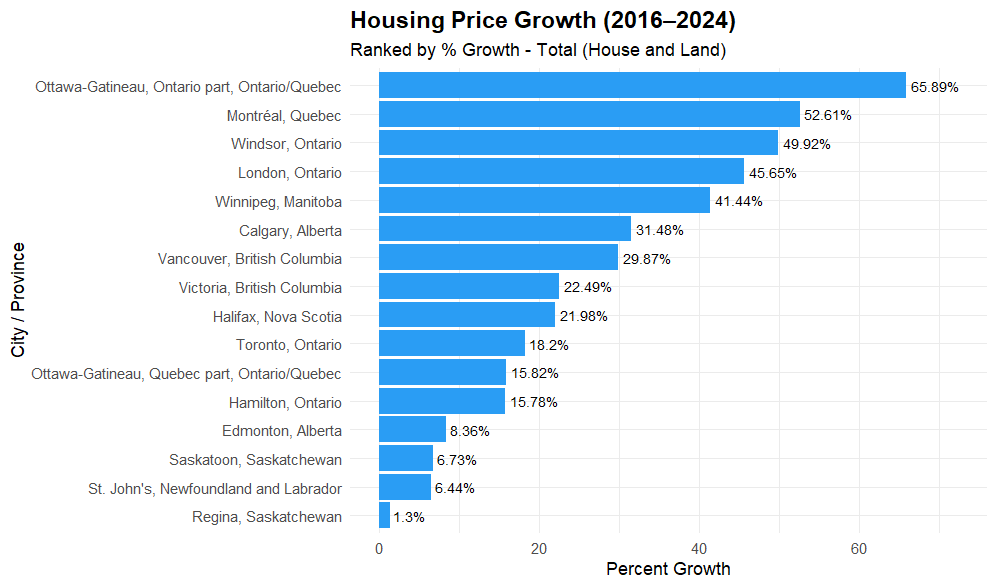 Housing Price Growth (2016–2024)
Ranked by % Growth - Total (House and Land)
City / Province
Ottawa-Gatineau, Ontario part, Ontario/Quebec 65.89%
Montréal, Quebec 52.61%
Windsor, Ontario 49.92%
London, Ontario 45.65%
Winnipeg, Manitoba 41.44%
Calgary, Alberta 31.48%
Vancouver, British Columbia 29.87%
Victoria, British Columbia 22.49%
Halifax, Nova Scotia 21.98%
Toronto, Ontario 18.2%
Ottawa-Gatineau, Quebec part, Ontario/Quebec 15.82%
Hamilton, Ontario 15.78%
Edmonton, Alberta 8.36%
Saskatoon, Saskatchewan 6.73%
St. John's, Newfoundland and Labrador 6.44%
Regina, Saskatchewan 1.3%
0 20 40 60
Percent Growth